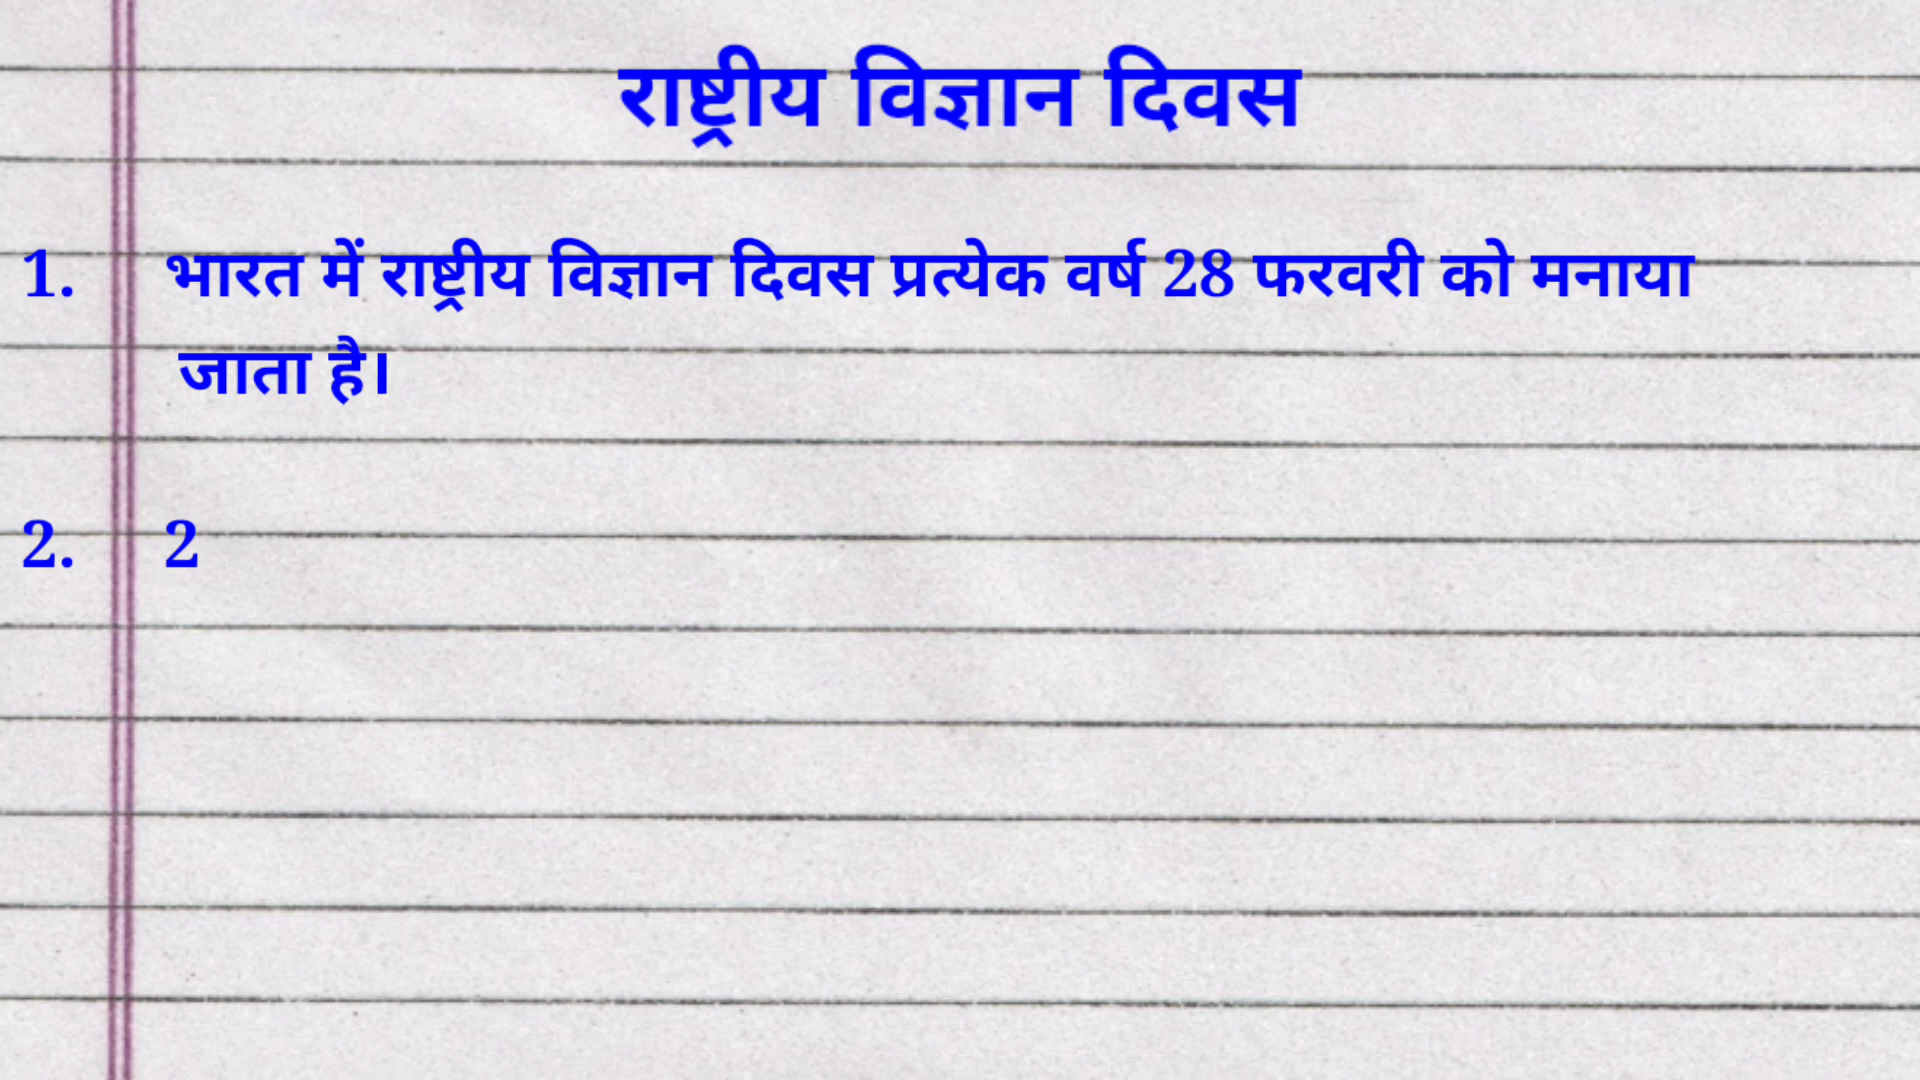 राष्ट्रीय विज्ञान दिवस
1. भारत में राष्ट्रीय विज्ञान दिवस प्रत्येक वर्ष 28 फरवरी को मनाया
जाता है।
2. 2